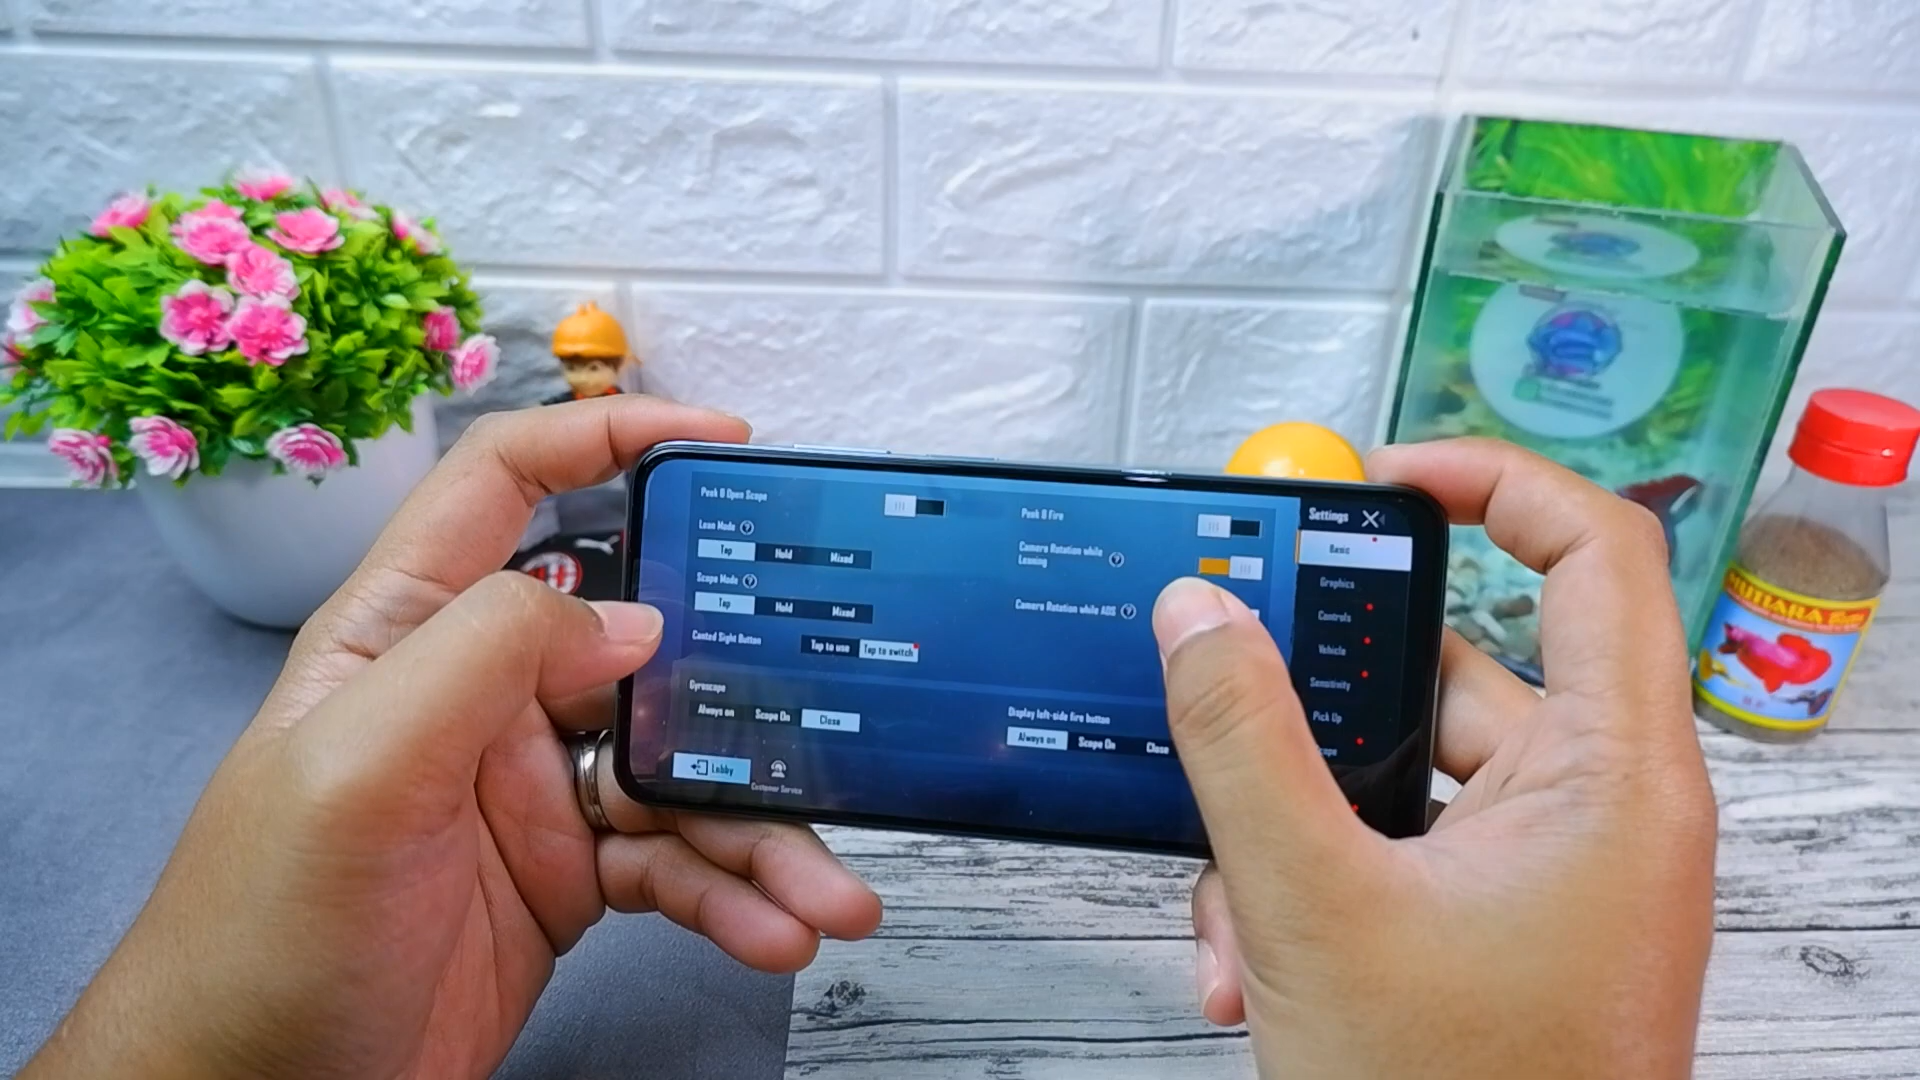 Peek & Open Scope
Peek & Fire
Settings
Lean Mode ?
Tap Hold Mixed
Camera Rotation while
Leaning ?
Basic
Graphics
Scope Mode ?
Tap Hold Mixed
Camera Rotation while ADS ?
Controls
Canted Sight Button
Tap to use Tap to switch
Vehicle
Sensitivity
Gyroscope
Always on Scope On Close
Display left-side fire button
Always on Scope On Close
Pick Up
Lobby
Customer Service